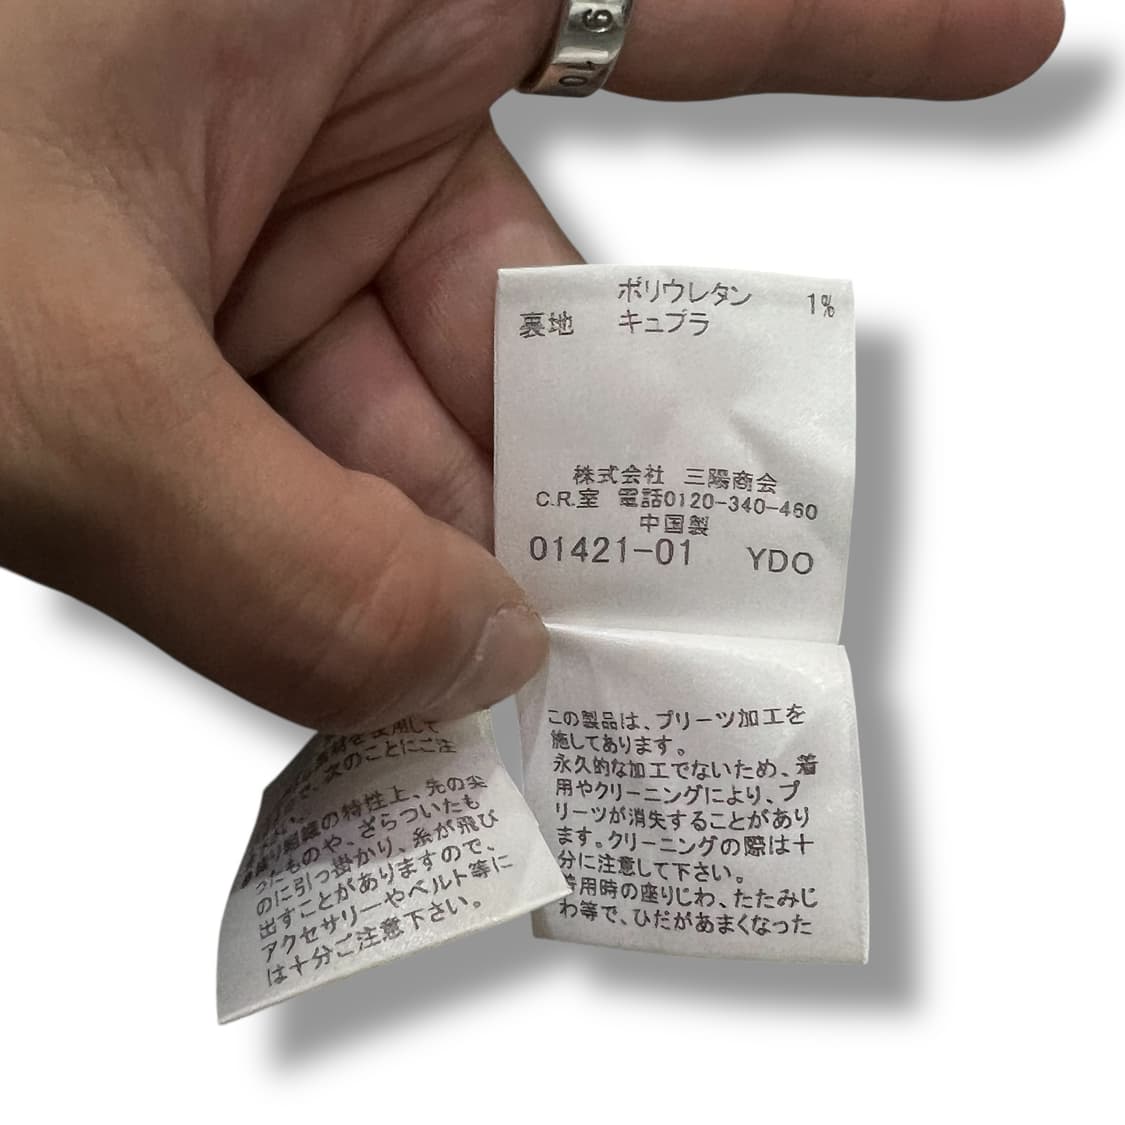 9
10
ポリウレタン 1%
裏地 キュプラ
株式会社 三陽商会
C.R.室 電話0120-340-460
中国製
01421-01 YDO
この製品は、プリーツ加工を
施してあります。
永久的な加工でないため、着
用やクリーニングにより、プ
リーツが消失することがあり
ます。クリーニングの際は十
分に注意して下さい。
着用時の座りじわ、たたみじ
わ等で、ひだがあまくなった
使用して
次のことにご注
の特性上、先の尖
ったものや、ざらついたも
のに引っ掛かり、糸が飛び
出すことがありますので、
アクセサリーやベルト等に
は十分ご注意下さい。